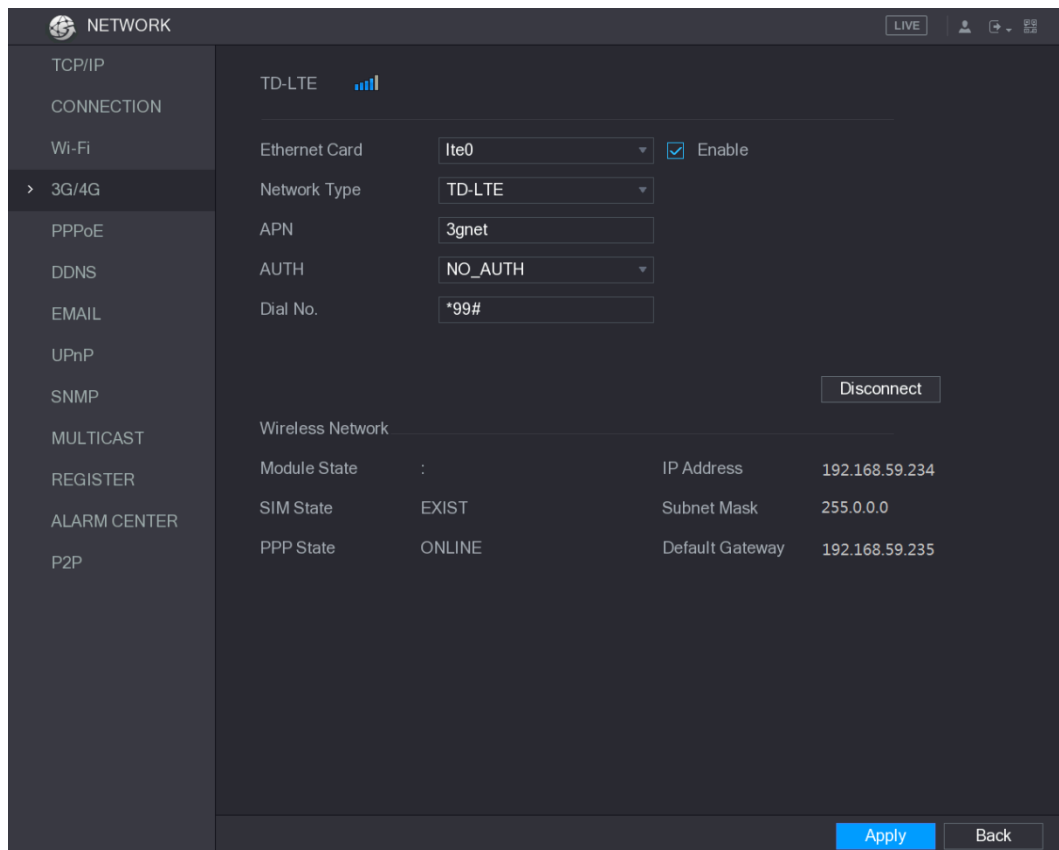 NETWORK
LIVE
TCP/IP
CONNECTION
Wi-Fi
3G/4G
PPPoE
DDNS
EMAIL
UPnP
SNMP
MULTICAST
REGISTER
ALARM CENTER
P2P
TD-LTE
Ethernet Card lte0 Enable
Network Type TD-LTE
APN 3gnet
AUTH NO_AUTH
Dial No. *99#
Disconnect
Wireless Network
Module State : IP Address 192.168.59.234
SIM State EXIST Subnet Mask 255.0.0.0
PPP State ONLINE Default Gateway 192.168.59.235
Apply Back